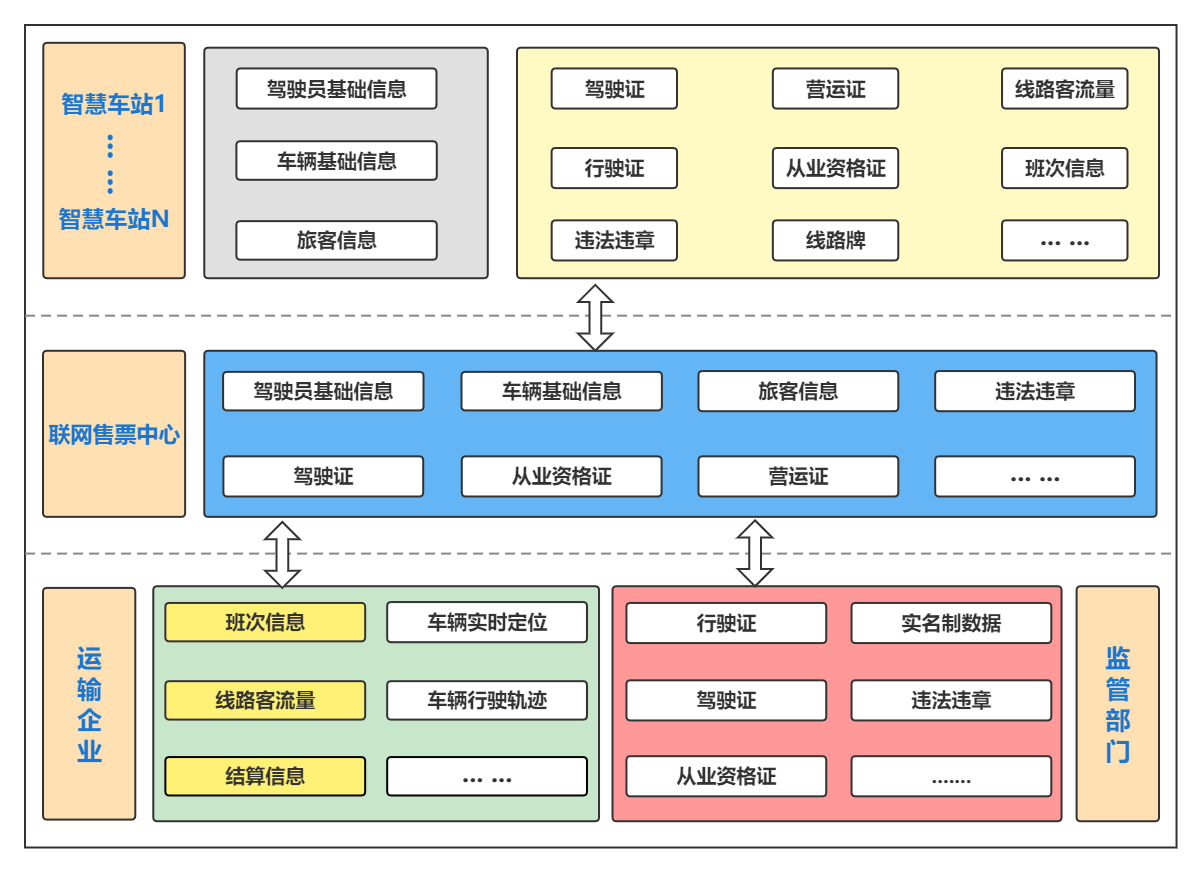 智慧车站1
智慧车站N
驾驶员基础信息
车辆基础信息
旅客信息
驾驶证
营运证
线路客流量
行驶证
从业资格证
班次信息
违法违章
线路牌
... ...
联网售票中心
驾驶员基础信息
车辆基础信息
旅客信息
违法违章
驾驶证
从业资格证
营运证
... ...
运输企业
班次信息
车辆实时定位
线路客流量
车辆行驶轨迹
结算信息
... ...
行驶证
实名制数据
驾驶证
违法违章
从业资格证
.......
监管部门